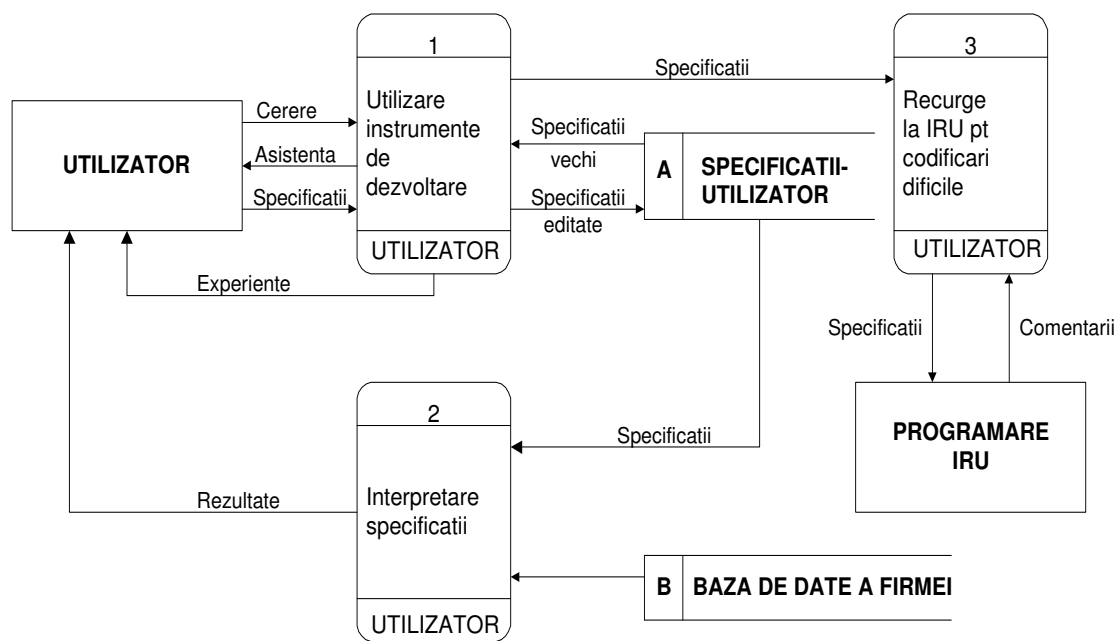 1
3
Specificatii
Utilizare
instrumente
de
dezvoltare
Recurge
la IRU pt
codificari
dificile
Cerere
Specificatii
vechi
UTILIZATOR
Asistenta
A
SPECIFICATII-
UTILIZATOR
Specificatii
Specificatii
editate
UTILIZATOR
UTILIZATOR
Experiente
Specificatii
Comentarii
2
PROGRAMARE
IRU
Specificatii
Rezultate
Interpretare
specificatii
B
BAZA DE DATE A FIRMEI
UTILIZATOR